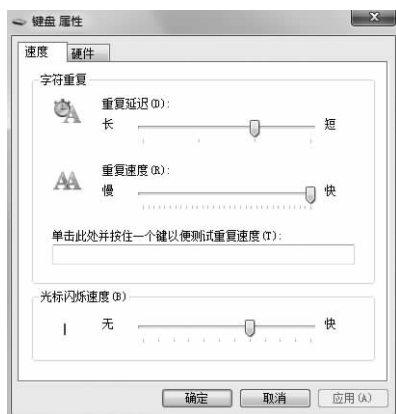 键盘 属性
速度 硬件
字符重复
重复延迟(D):
长 短
重复速度(R):
慢 快
单击此处并按住一个键以便测试重复速度(T):
光标闪烁速度(B)
无 快
确定 取消 应用(A)